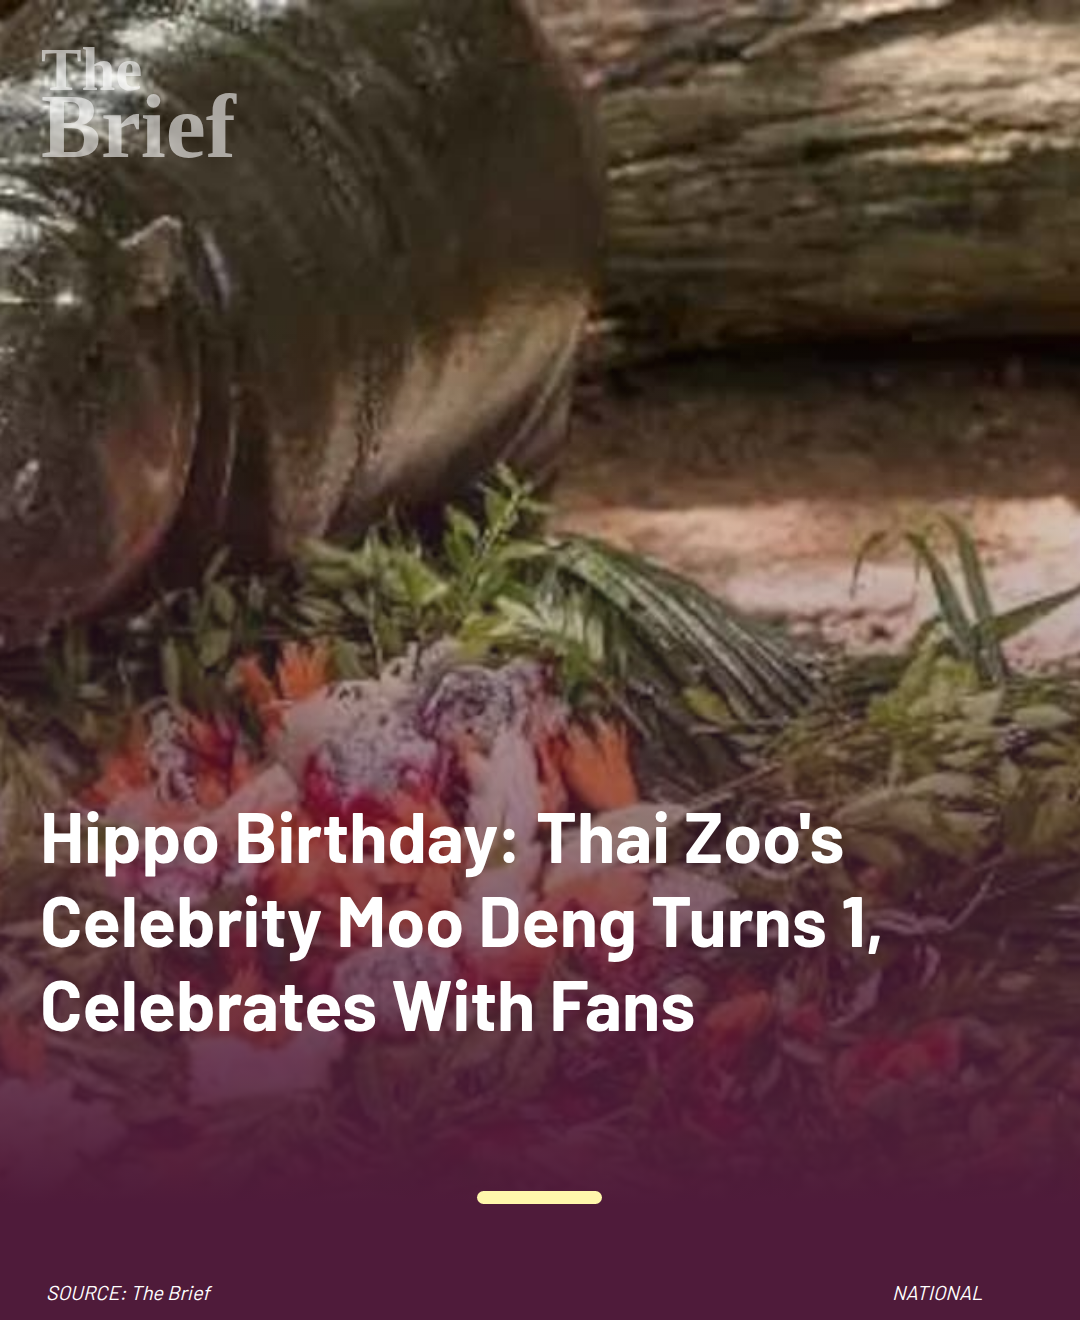 The
Brief
Hippo Birthday: Thai Zoo's
Celebrity Moo Deng Turns 1,
Celebrates With Fans
SOURCE: The Brief
NATIONAL